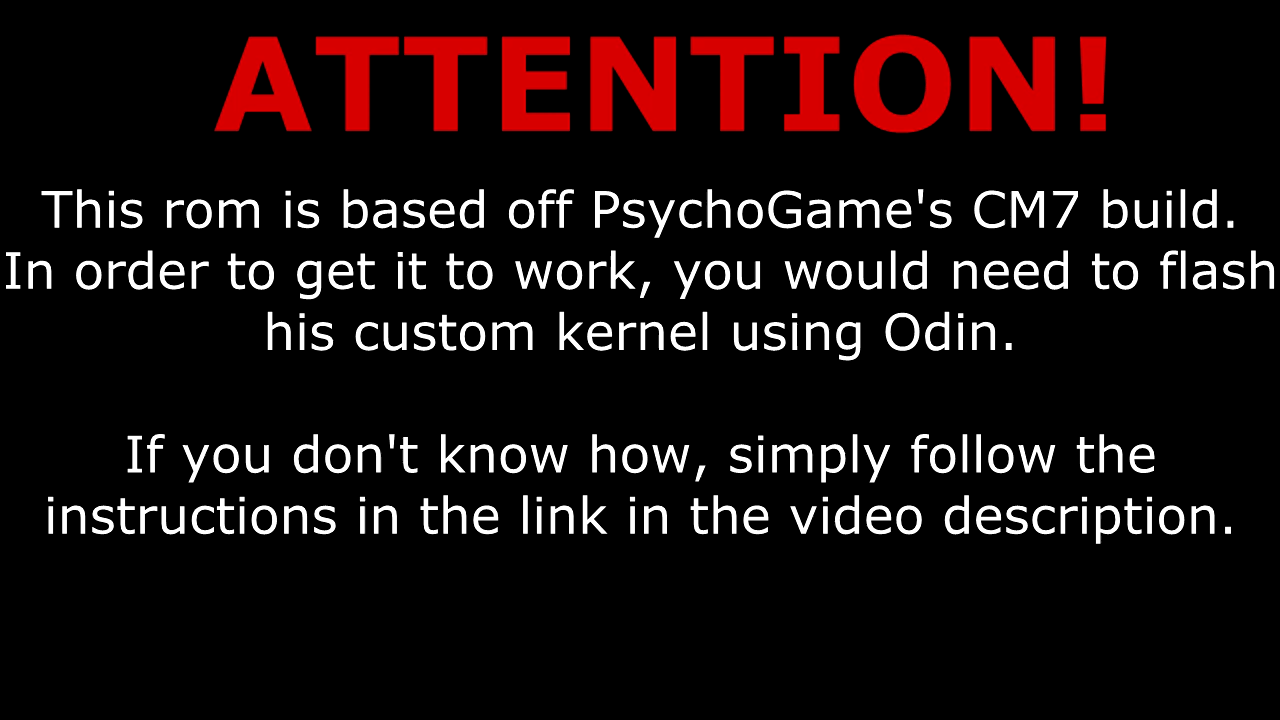 ATTENTION!
This rom is based off PsychoGame's CM7 build.
In order to get it to work, you would need to flash
his custom kernel using Odin.
If you don't know how, simply follow the
instructions in the link in the video description.